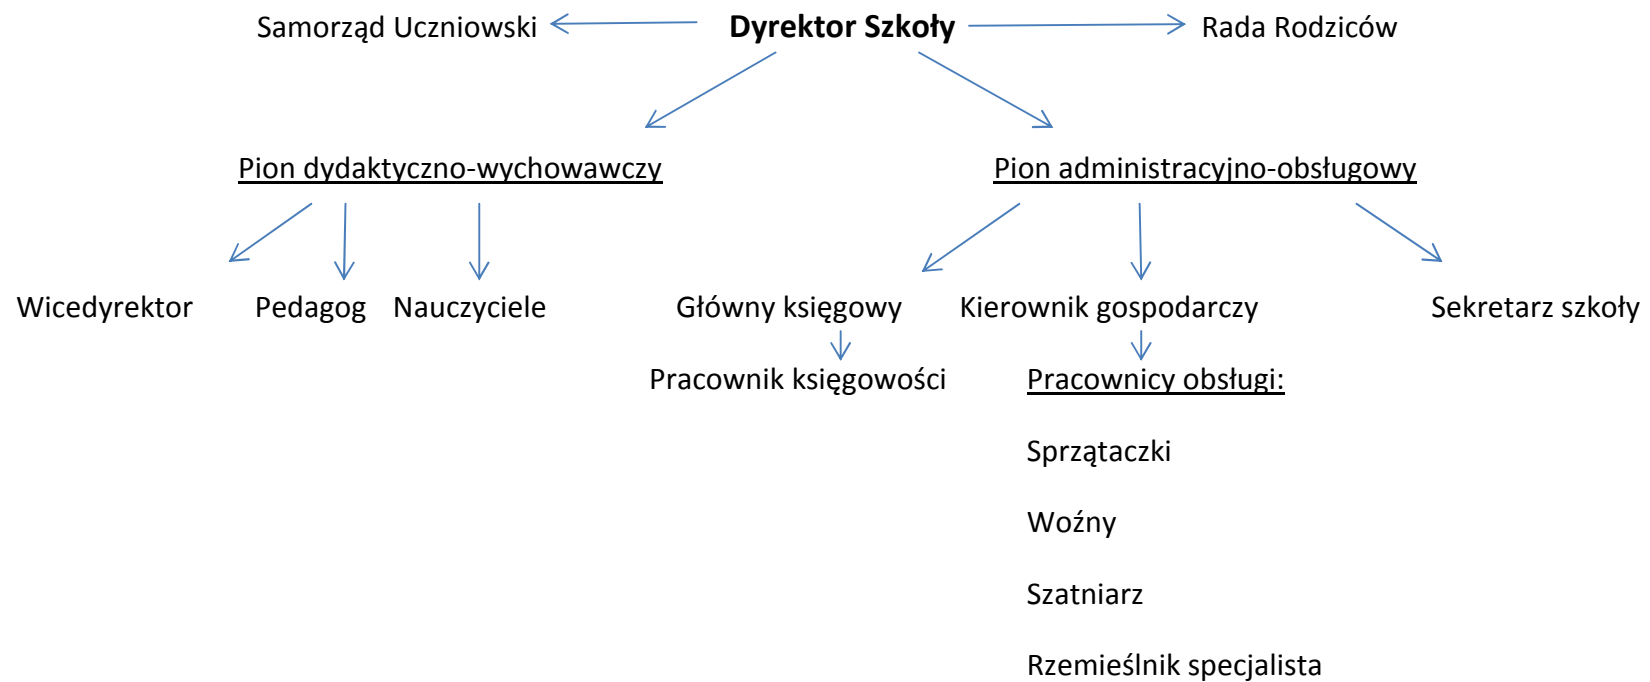 Samorząd Uczniowski Dyrektor Szkoły Rada Rodziców
Pion dydaktyczno-wychowawczy Pion administracyjno-obsługowy
Wicedyrektor Pedagog Nauczyciele Główny księgowy Kierownik gospodarczy Sekretarz szkoły
Pracownik księgowości Pracownicy obsługi:
Sprzątaczki
Woźny
Szatniarz
Rzemieślnik specjalista